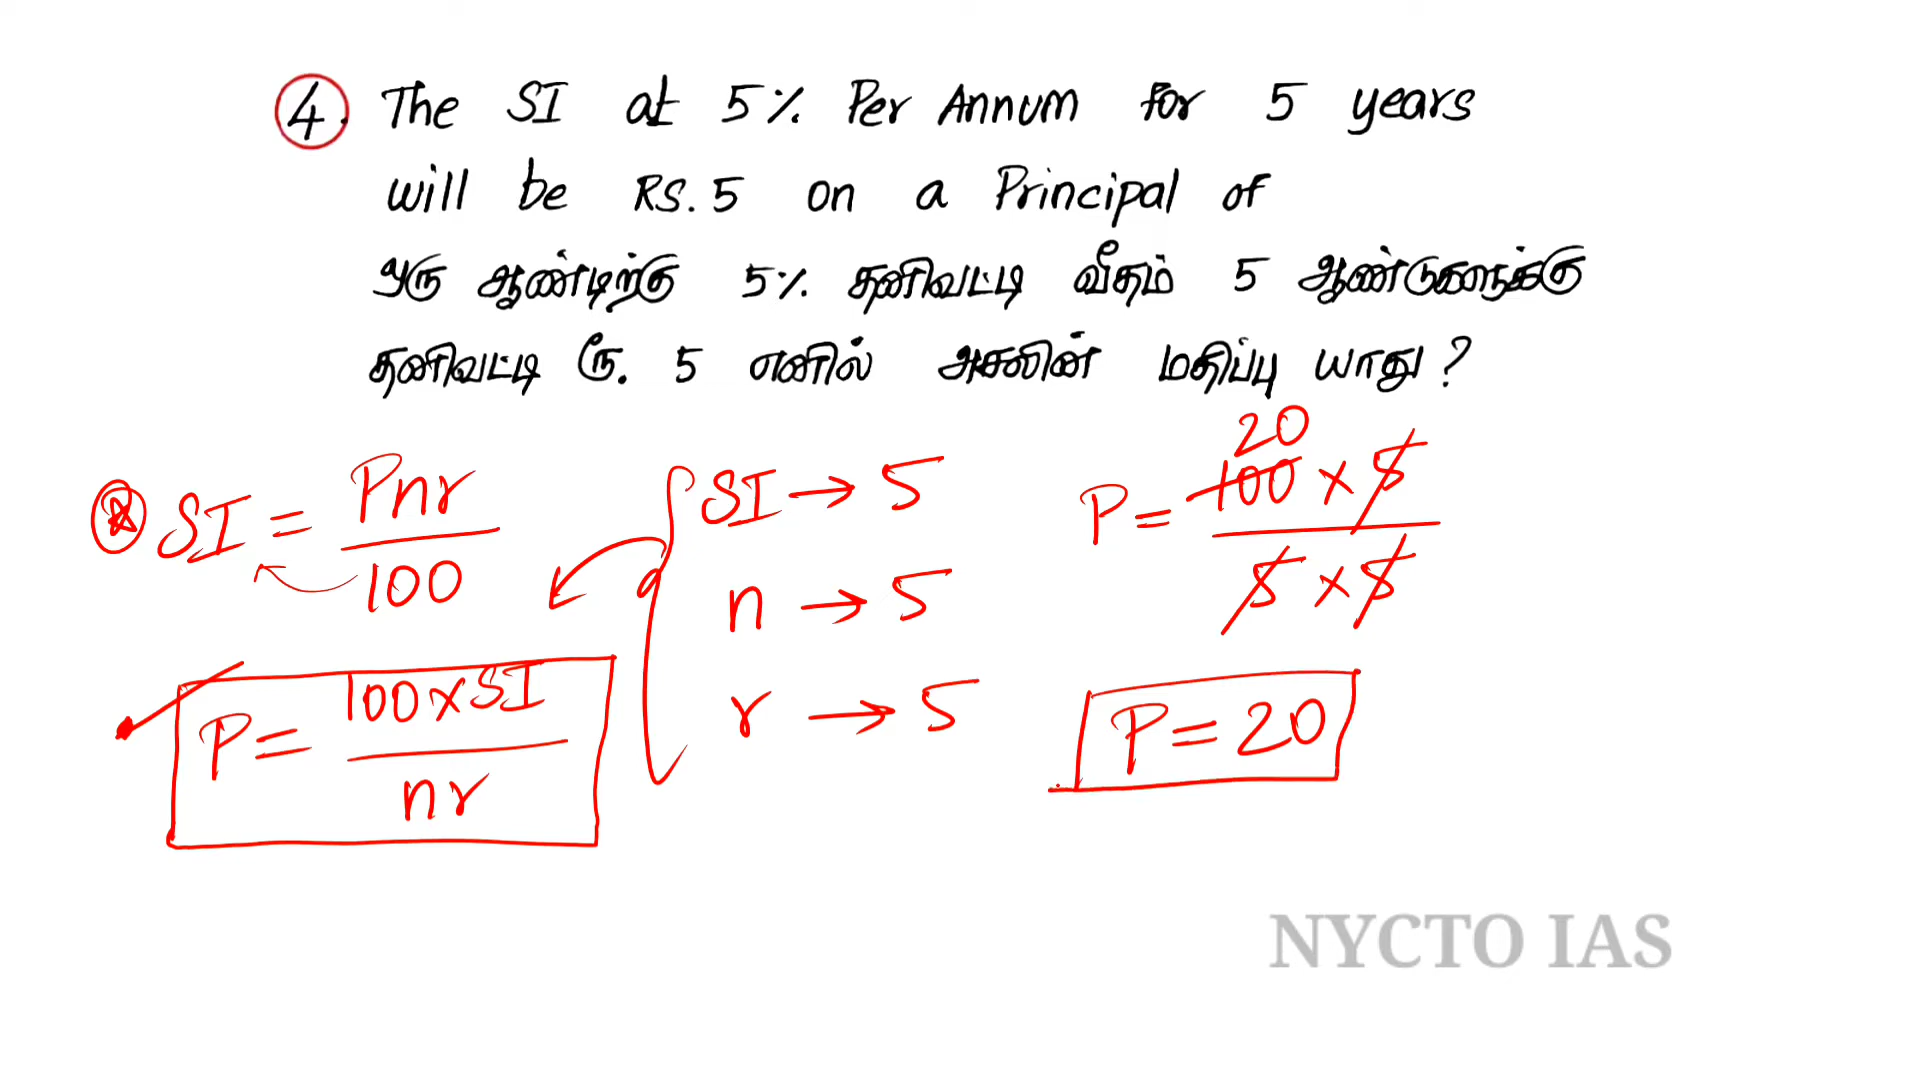 4. The SI at 5% Per Annum for 5 years
will be RS. 5 on a Principal of
ஒரு ஆண்டிற்கு 5% தனிவட்டி வீதம் 5 ஆண்டுகளுக்கு
தனிவட்டி ரூ. 5 எனில் அசலின் மதிப்பு யாது?
SI = Pnr / 100
P = 100 x SI / nr
SI → 5
n → 5
r → 5
20
P = 100 x 5 / 5 x 5
P = 20
NYCTO IAS